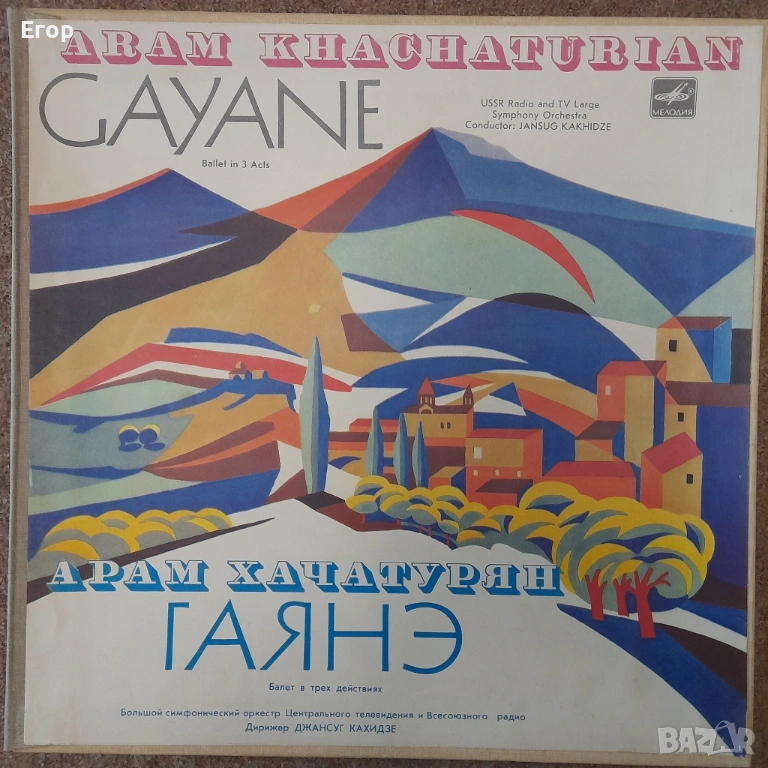 Егор
ARAM KHACHATURIAN
GAYANE
Ballet in 3 Acts
USSR Radio and TV Large
Symphony Orchestra
Conductor: JANSUG KAKHIDZE
МЕЛОДИЯ
АРАМ ХАЧАТУРЯН
ГАЯНЭ
Балет в трех действиях
Большой симфонический оркестр Центрального телевидения и Всесоюзного радио
Дирижер ДЖАНСУГ КАХИДЗЕ
BAZAR